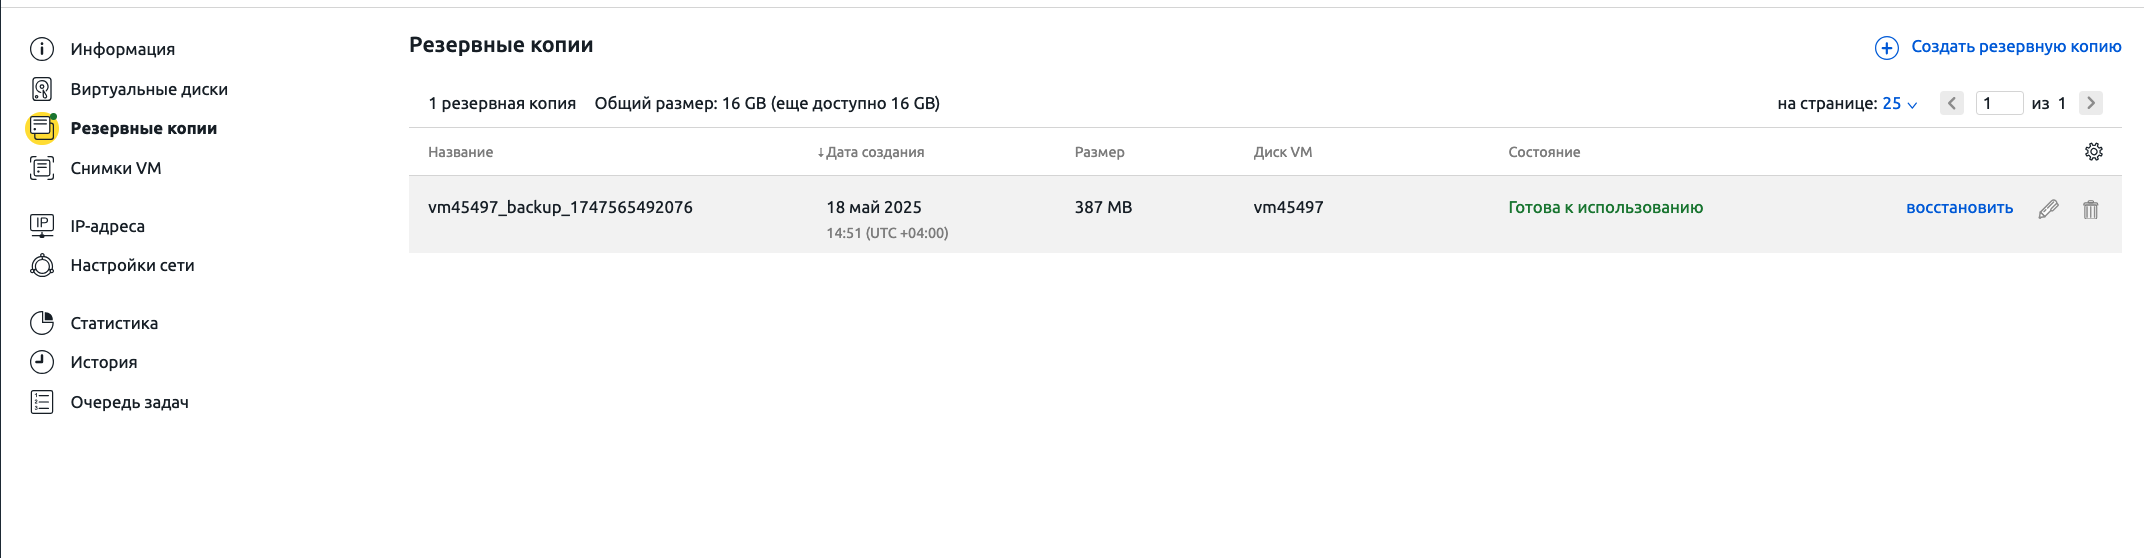 Информация
Виртуальные диски
Резервные копии
Снимки VM
IP
IP-адреса
Настройки сети
Статистика
История
Очередь задач
Резервные копии
Создать резервную копию
1 резервная копия Общий размер: 16 GB (еще доступно 16 GB)
на странице: 25 1 из 1
Название ↓Дата создания Размер Диск VM Состояние
vm45497_backup_1747565492076 18 май 2025 387 MB vm45497 Готова к использованию восстановить
14:51 (UTC +04:00)